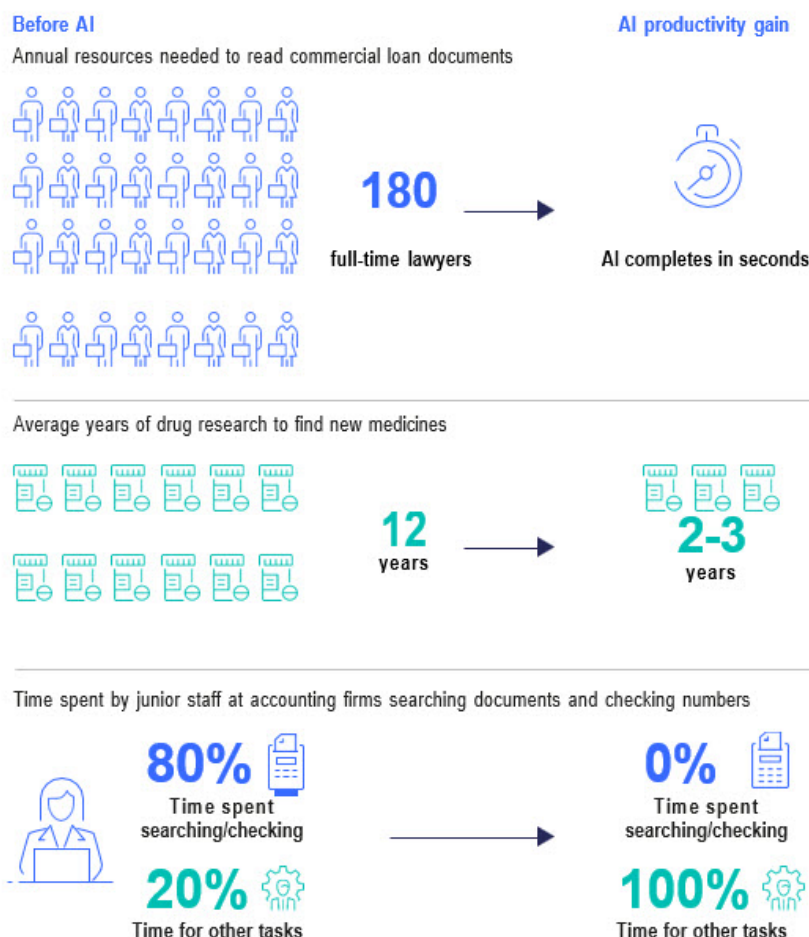 Before AI
AI productivity gain
Annual resources needed to read commercial loan documents
180
full-time lawyers
AI completes in seconds
Average years of drug research to find new medicines
12
years
2-3
years
Time spent by junior staff at accounting firms searching documents and checking numbers
80%
Time spent
searching/checking
20%
Time for other tasks
0%
Time spent
searching/checking
100%
Time for other tasks